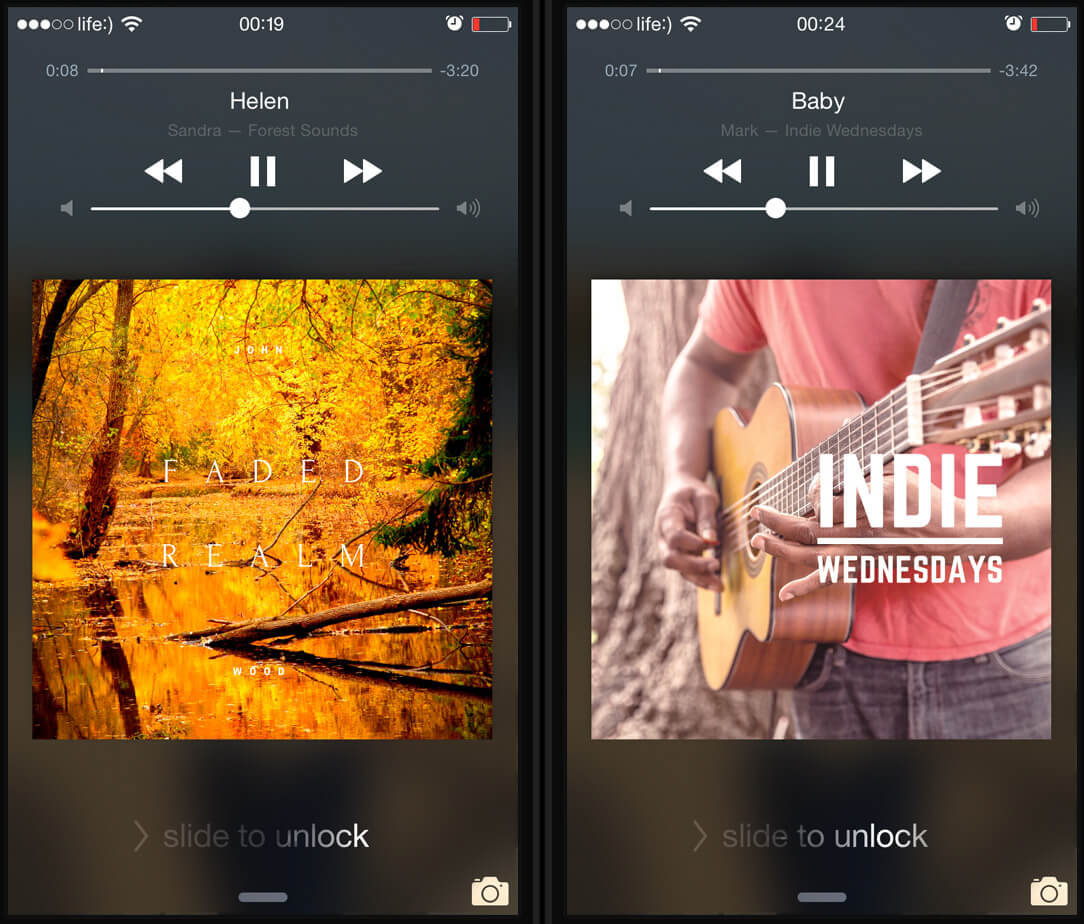 life:) 00:19
0:08 -3:20
Helen
Sandra — Forest Sounds
JOHN
FADED
REALM
WOOD
slide to unlock
life:) 00:24
0:07 -3:42
Baby
Mark — Indie Wednesdays
INDIE
WEDNESDAYS
slide to unlock